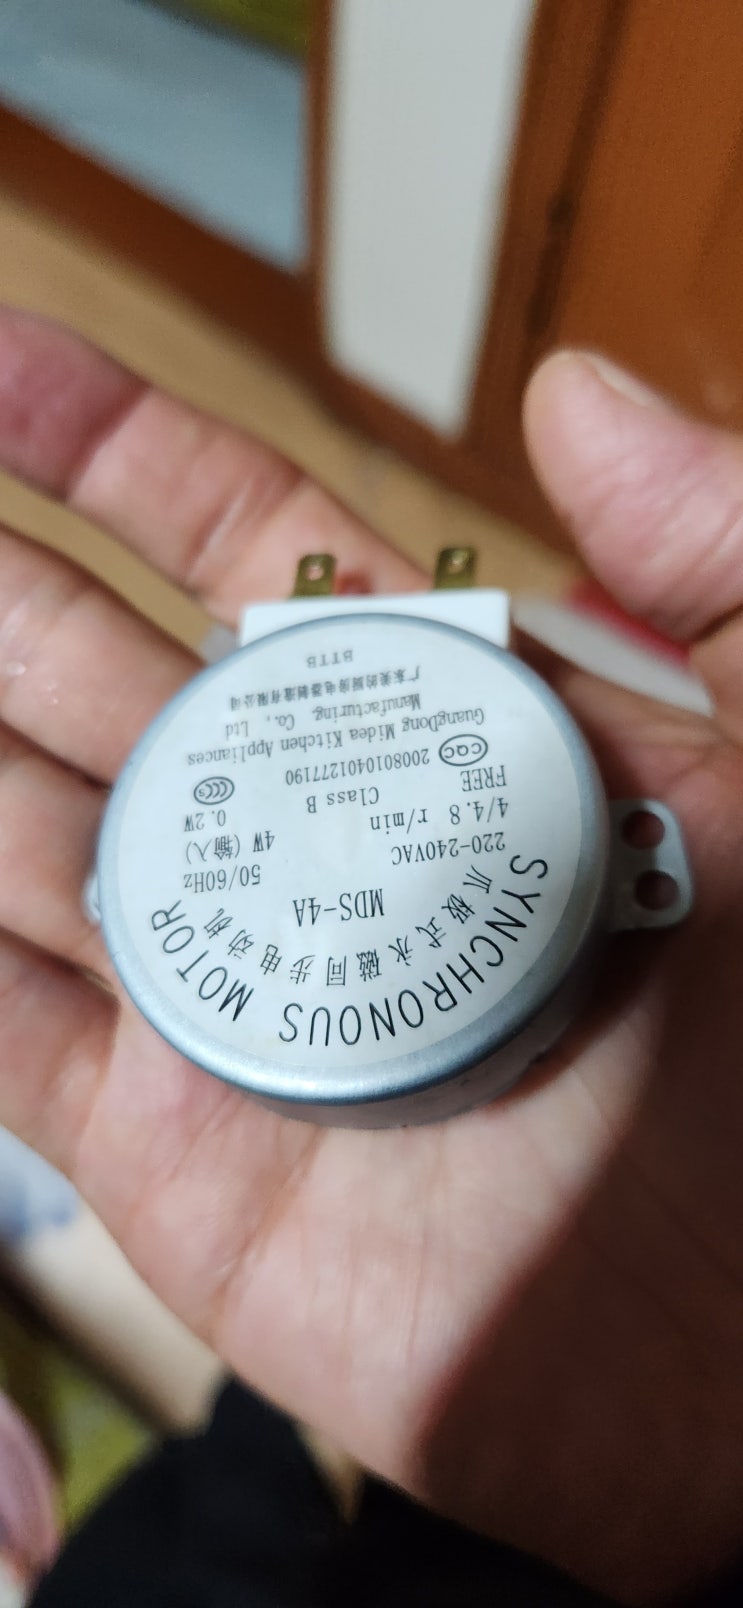 SYNCHRONOUS MOTOR
爪极式永磁同步电动机
MDS-4A
220-240VAC 50/60Hz
4/4.8 r/min 4W (输入)
FREE Class B 0.2W
CQC 2008010401277190 CCC S
GuangDong Midea Kitchen Appliances
Manufacturing. Co., Ltd
广东美的厨房电器制造有限公司
BTTB